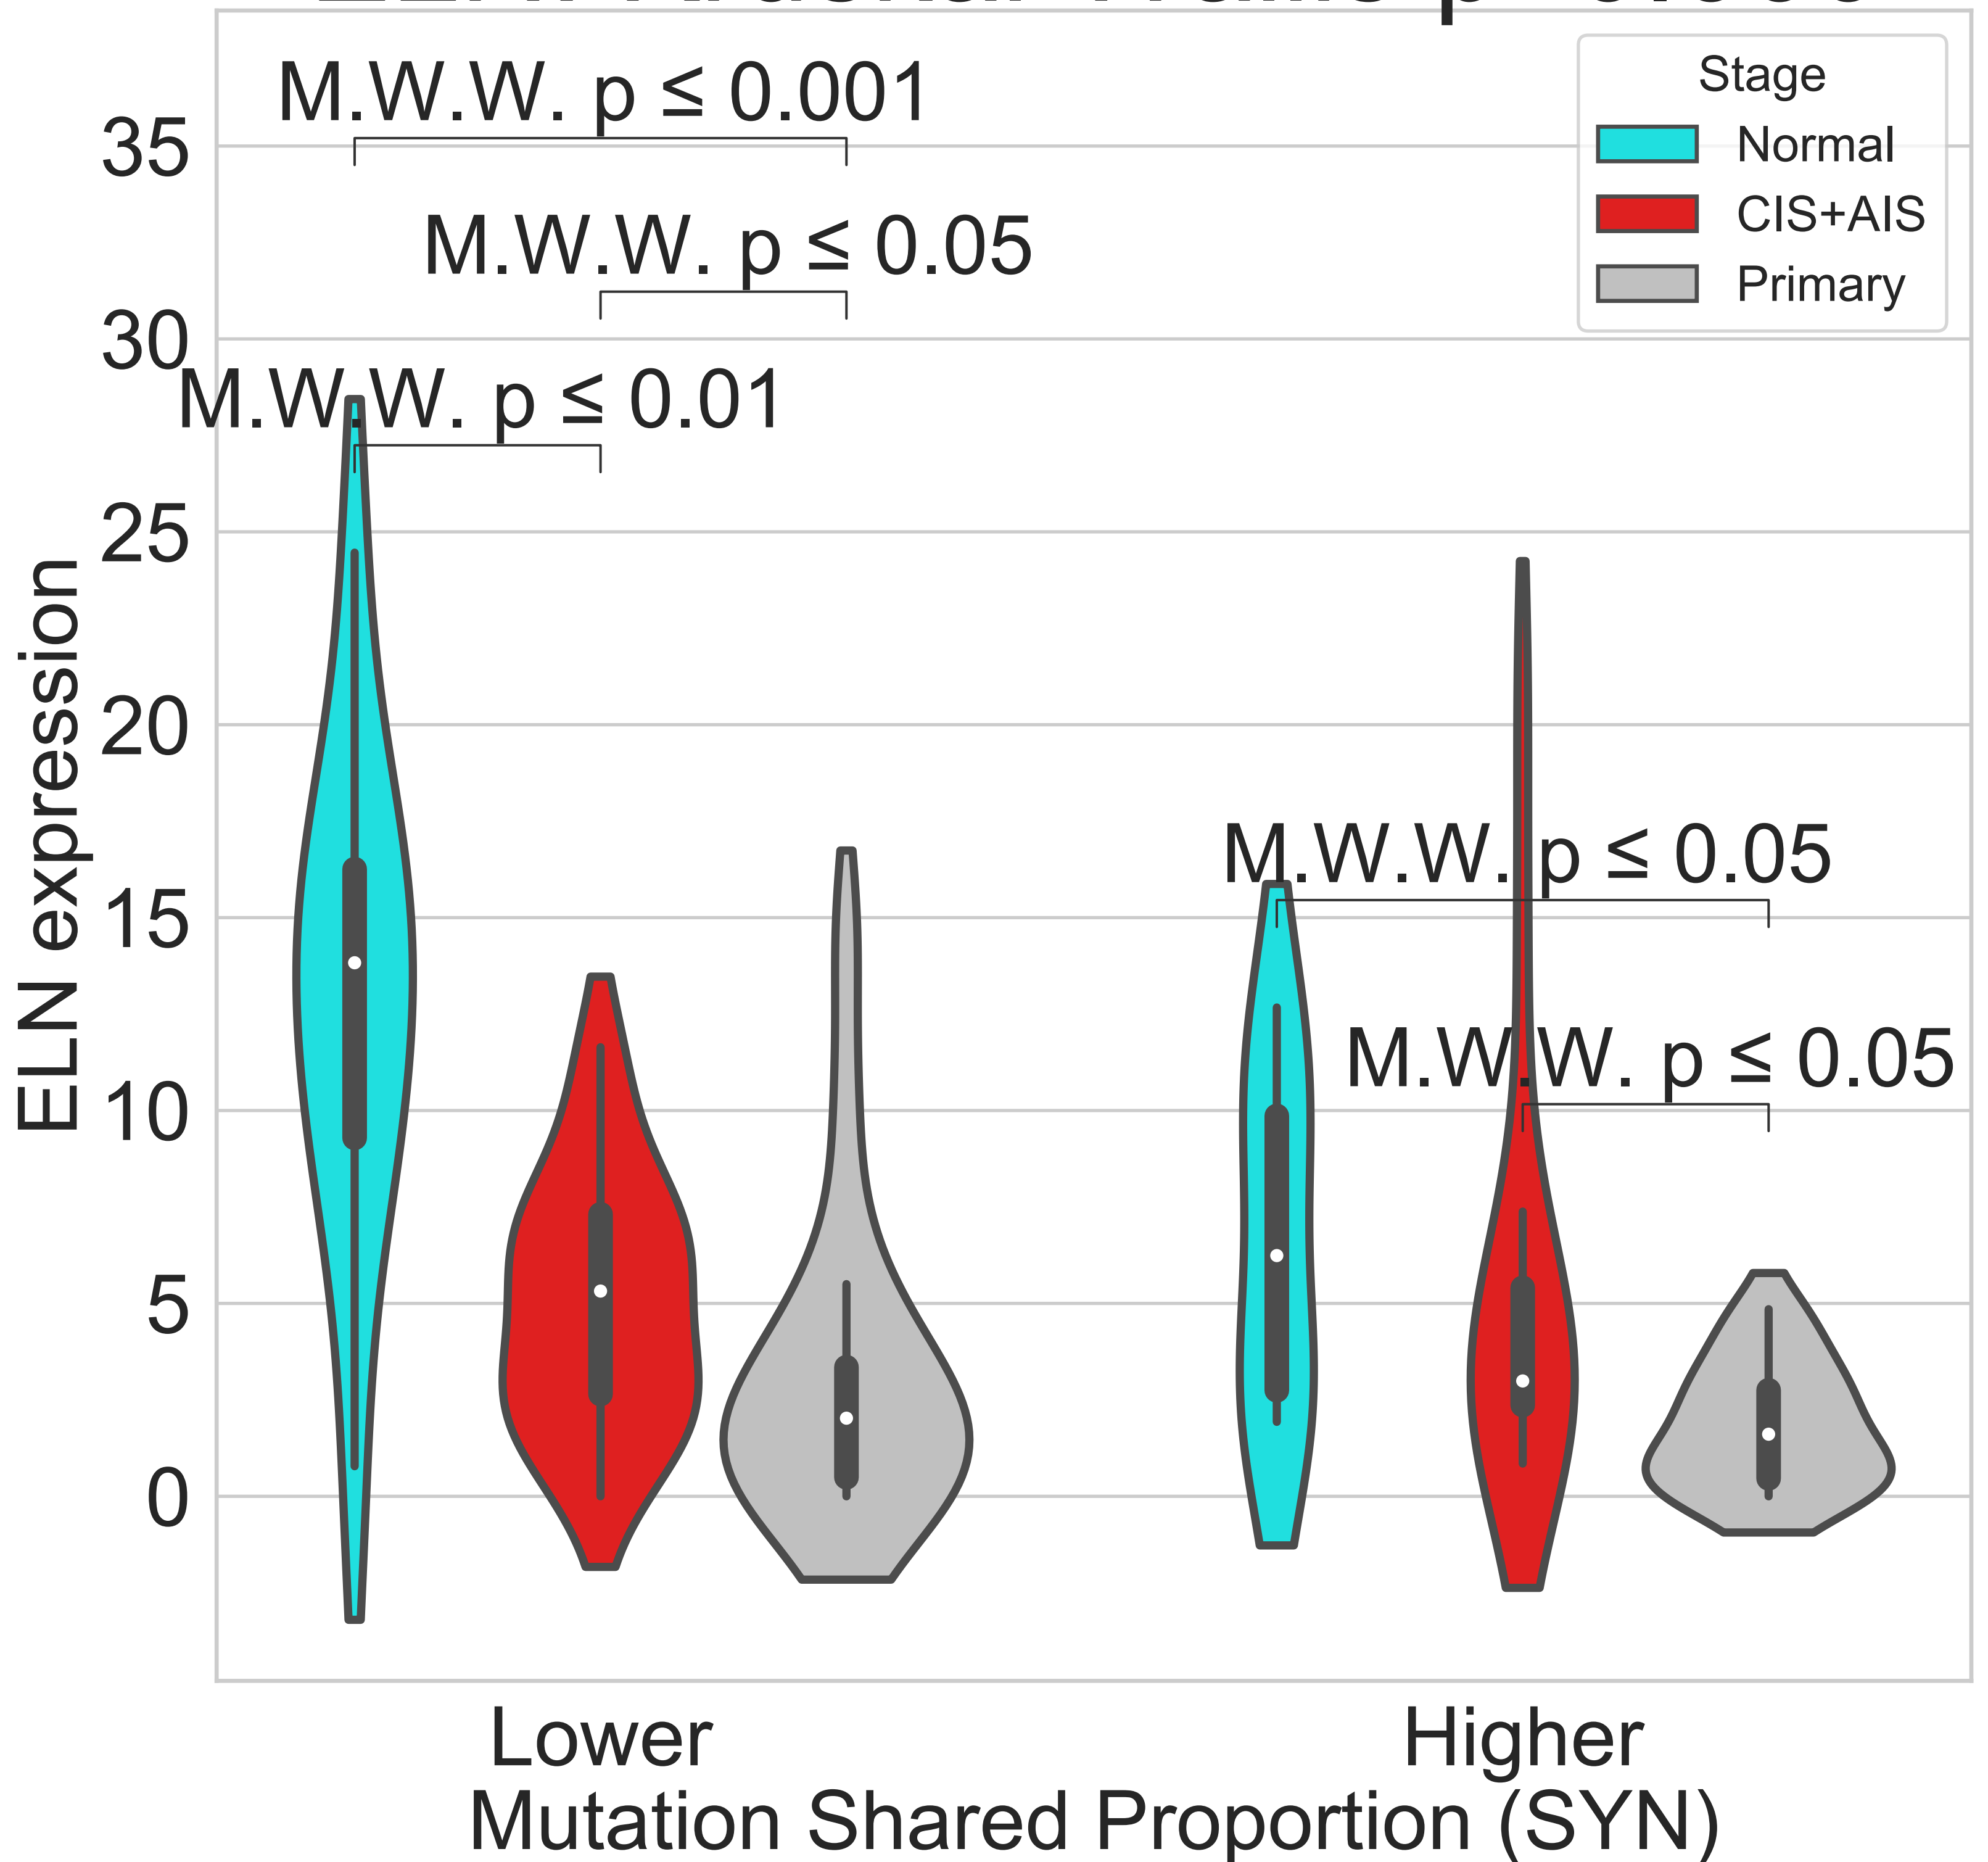 M.W.W. p ≤ 0.001
M.W.W. p ≤ 0.05
M.W.W. p ≤ 0.01
M.W.W. p ≤ 0.05
M.W.W. p ≤ 0.05
Stage
Normal
CIS+AIS
Primary
35
30
25
20
15
10
5
0
ELN expression
Lower
Higher
Mutation Shared Proportion (SYN)